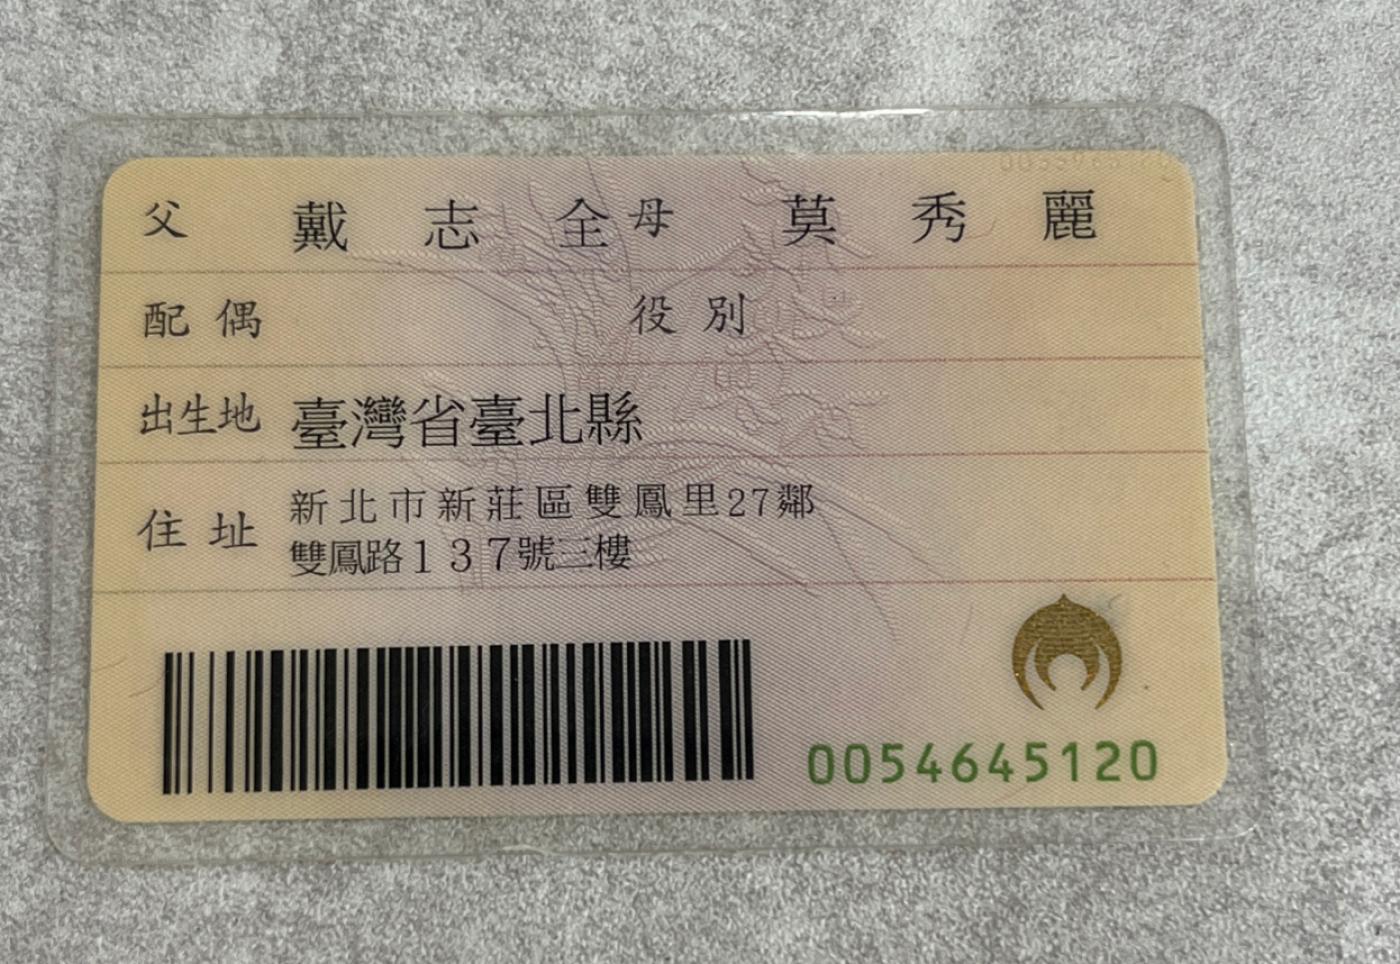 父 戴志全 母 莫秀麗
配偶 役別
出生地 臺灣省臺北縣
住址 新北市新莊區雙鳳里27鄰
雙鳳路137號三樓
0054645120